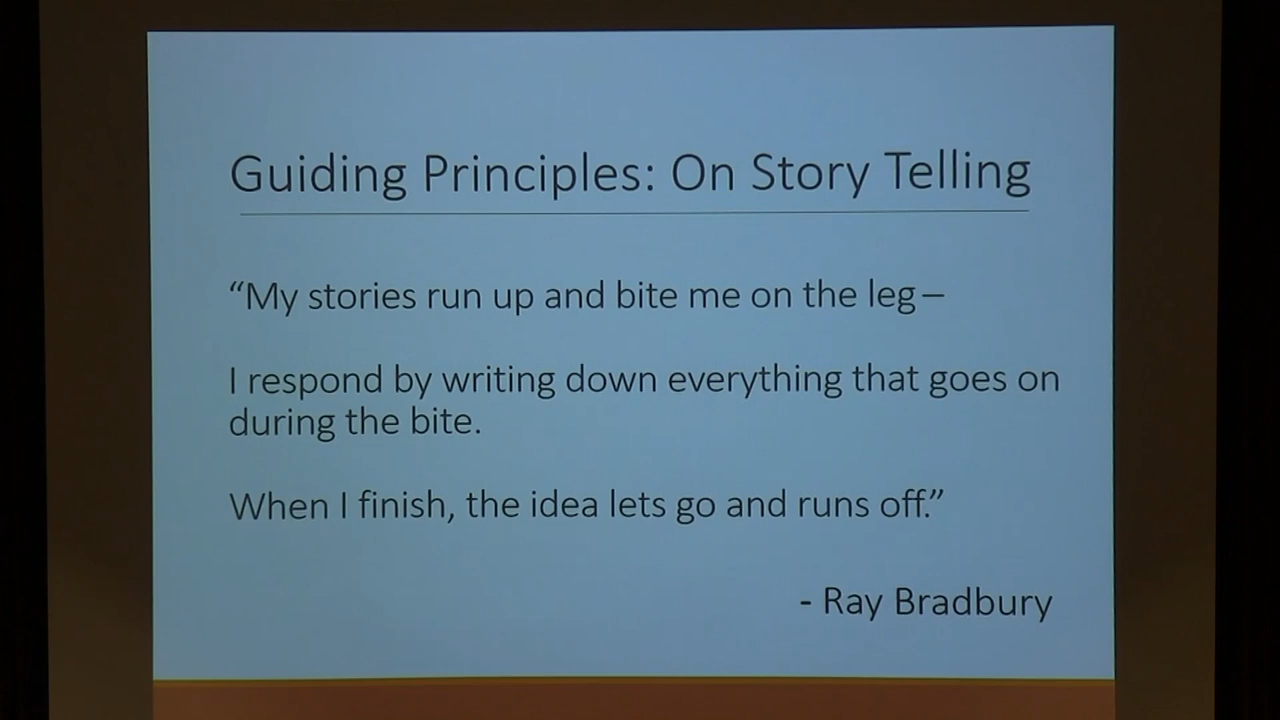 Guiding Principles: On Story Telling
“My stories run up and bite me on the leg–
I respond by writing down everything that goes on
during the bite.
When I finish, the idea lets go and runs off.”
- Ray Bradbury